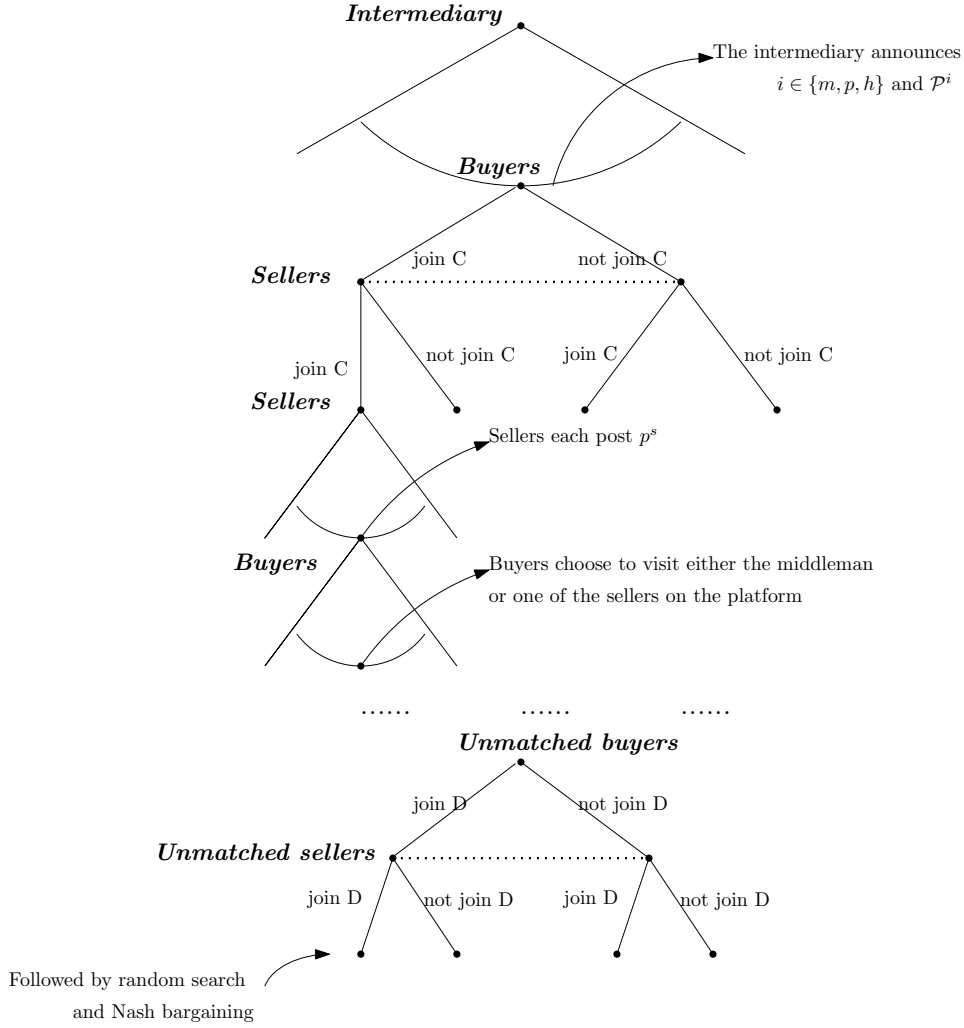 Intermediary
The intermediary announces
i ∈ {m, p, h} and 𝒫^i
Buyers
join C
not join C
Sellers
join C
not join C
join C
not join C
Sellers
Sellers each post p^s
Buyers
Buyers choose to visit either the middleman
or one of the sellers on the platform
...... ...... ......
Unmatched buyers
join D
not join D
Unmatched sellers
join D
not join D
join D
not join D
Followed by random search
and Nash bargaining